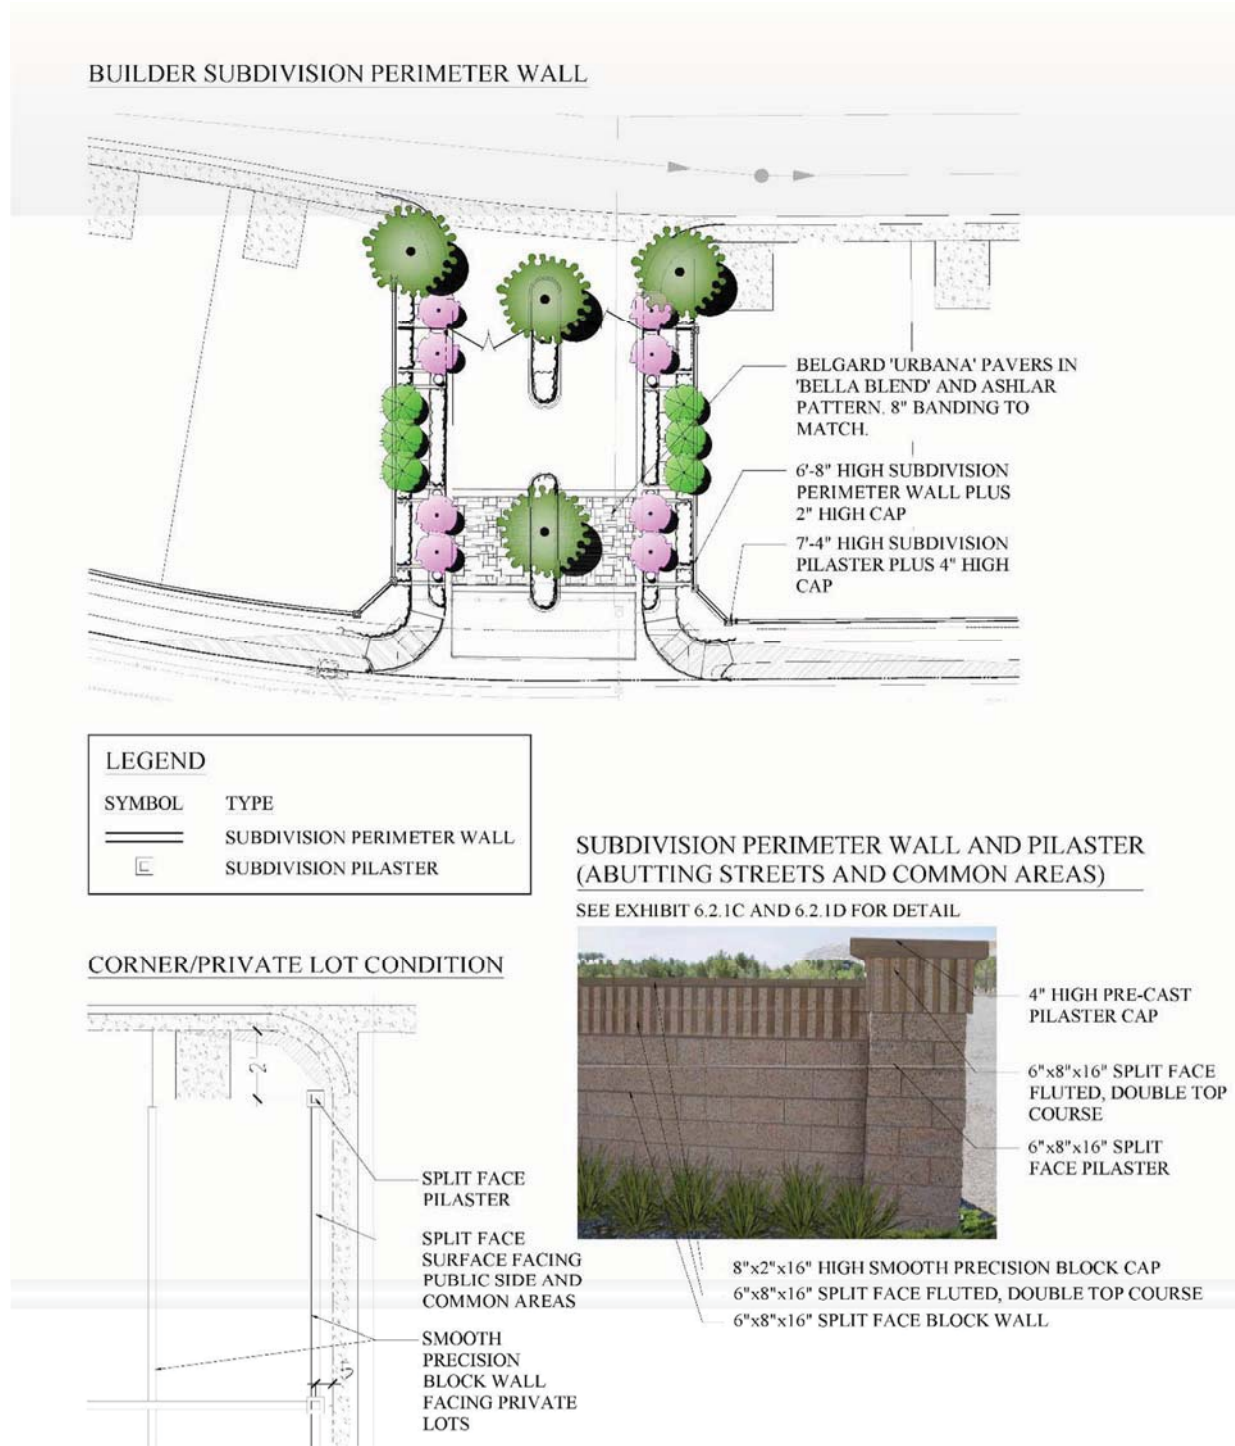 BUILDER SUBDIVISION PERIMETER WALL
BELGARD 'URBANA' PAVERS IN
'BELLA BLEND' AND ASHLAR
PATTERN. 8" BANDING TO
MATCH.
6'-8" HIGH SUBDIVISION
PERIMETER WALL PLUS
2" HIGH CAP
7'-4" HIGH SUBDIVISION
PILASTER PLUS 4" HIGH
CAP
LEGEND
SYMBOL TYPE
SUBDIVISION PERIMETER WALL
SUBDIVISION PILASTER
SUBDIVISION PERIMETER WALL AND PILASTER
(ABUTTING STREETS AND COMMON AREAS)
SEE EXHIBIT 6.2.1C AND 6.2.1D FOR DETAIL
4" HIGH PRE-CAST
PILASTER CAP
6"x8"x16" SPLIT FACE
FLUTED, DOUBLE TOP
COURSE
6"x8"x16" SPLIT
FACE PILASTER
8"x2"x16" HIGH SMOOTH PRECISION BLOCK CAP
6"x8"x16" SPLIT FACE FLUTED, DOUBLE TOP COURSE
6"x8"x16" SPLIT FACE BLOCK WALL
CORNER/PRIVATE LOT CONDITION
2
SPLIT FACE
PILASTER
SPLIT FACE
SURFACE FACING
PUBLIC SIDE AND
COMMON AREAS
SMOOTH
PRECISION
BLOCK WALL
FACING PRIVATE
LOTS